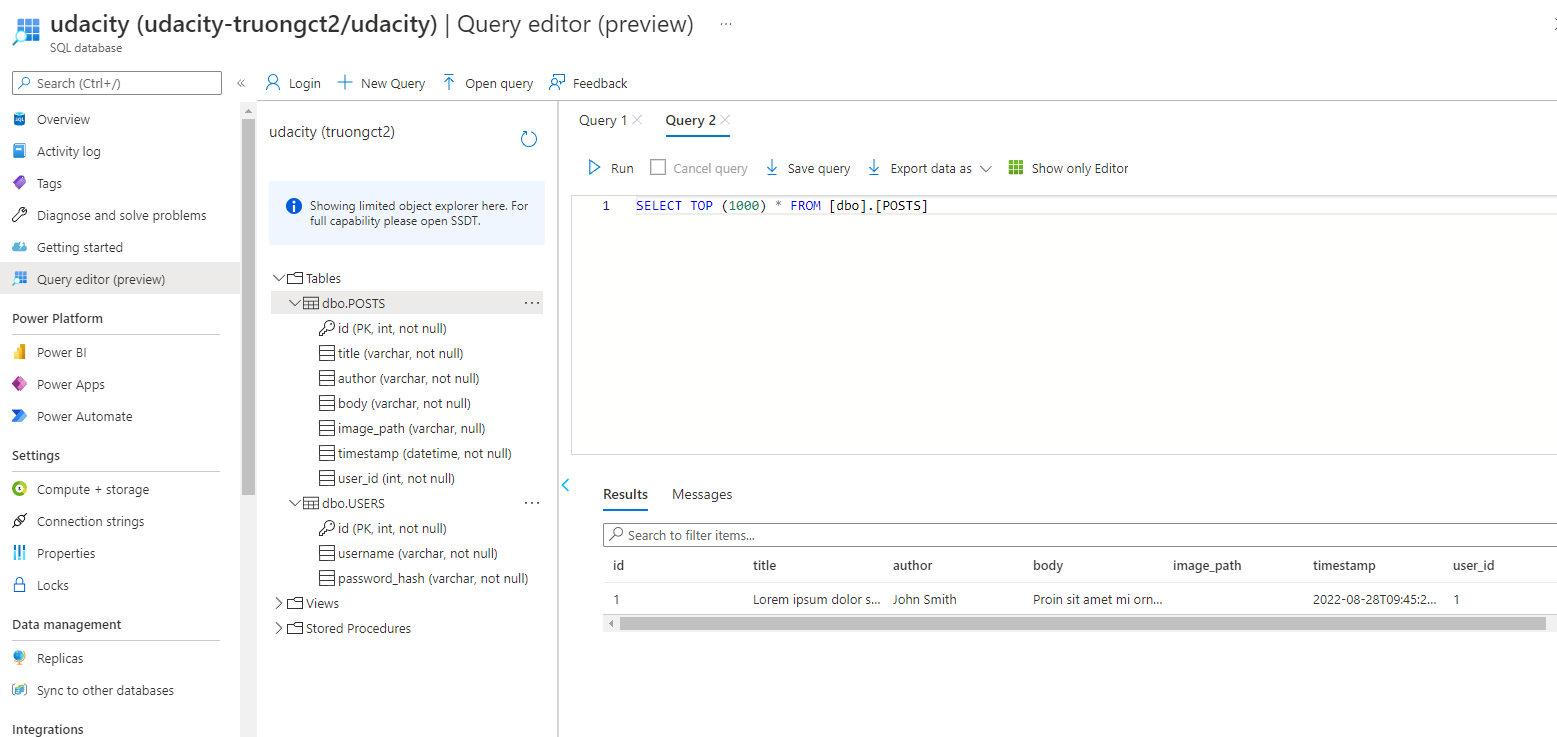 udacity (udacity-truongct2/udacity) | Query editor (preview) ...
SQL database
Search (Ctrl+/)
«
Overview
Activity log
Tags
Diagnose and solve problems
Getting started
Query editor (preview)
Power Platform
Power BI
Power Apps
Power Automate
Settings
Compute + storage
Connection strings
Properties
Locks
Data management
Replicas
Sync to other databases
Integrations
Login New Query Open query Feedback
udacity (truongct2)
Showing limited object explorer here. For
full capability please open SSDT.
Tables
dbo.POSTS ...
id (PK, int, not null)
title (varchar, not null)
author (varchar, not null)
body (varchar, not null)
image_path (varchar, null)
timestamp (datetime, not null)
user_id (int, not null)
dbo.USERS ...
id (PK, int, not null)
username (varchar, not null)
password_hash (varchar, not null)
Views
Stored Procedures
Query 1 Query 2
Run Cancel query Save query Export data as Show only Editor
1 SELECT TOP (1000) * FROM [dbo].[POSTS]
Results Messages
Search to filter items...
id title author body image_path timestamp user_id
1 Lorem ipsum dolor s... John Smith Proin sit amet mi orn... 2022-08-28T09:45:2... 1